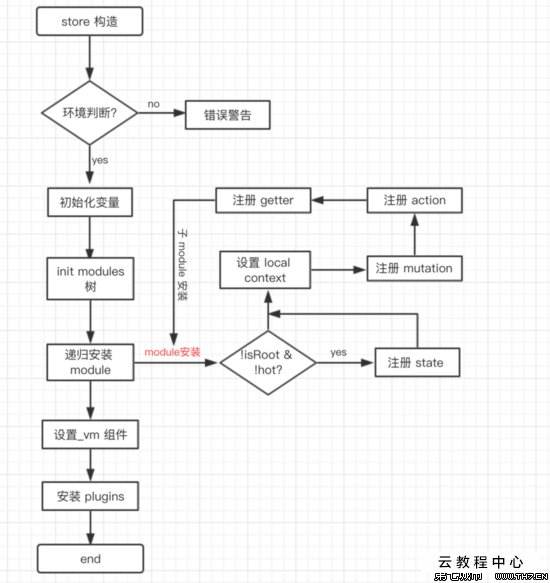 store 构造
环境判断?
no
错误警告
yes
初始化变量
注册 getter
注册 action
子 module 安装
init modules
树
设置 local
context
注册 mutation
递归安装
module
module安装
!isRoot &
!hot?
yes
注册 state
设置_vm 组件
安装 plugins
end
云教程中心
WWW.TH7.CN